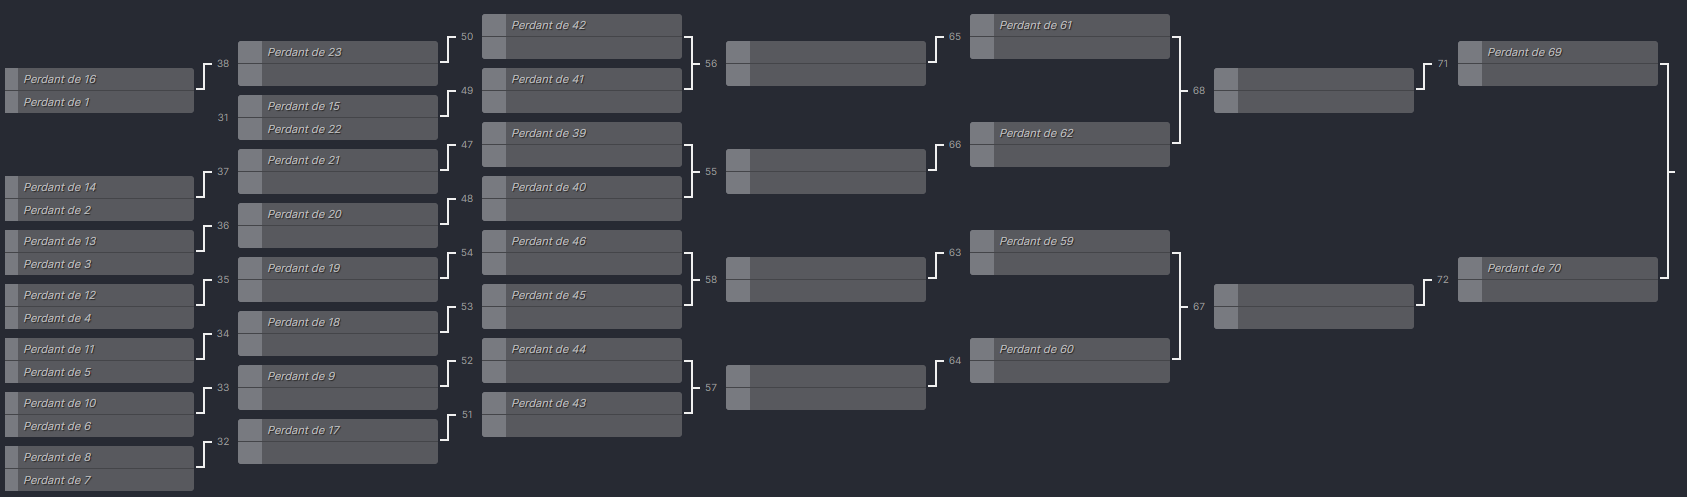 Perdant de 16
Perdant de 1
Perdant de 14
Perdant de 2
Perdant de 13
Perdant de 3
Perdant de 12
Perdant de 4
Perdant de 11
Perdant de 5
Perdant de 10
Perdant de 6
Perdant de 8
Perdant de 7
38
31
37
36
35
34
33
32
Perdant de 23
Perdant de 15
Perdant de 22
Perdant de 21
Perdant de 20
Perdant de 19
Perdant de 18
Perdant de 9
Perdant de 17
50
49
47
48
54
53
52
51
Perdant de 42
Perdant de 41
Perdant de 39
Perdant de 40
Perdant de 46
Perdant de 45
Perdant de 44
Perdant de 43
56
55
58
57
65
66
63
64
Perdant de 61
Perdant de 62
Perdant de 59
Perdant de 60
68
67
71
72
Perdant de 69
Perdant de 70